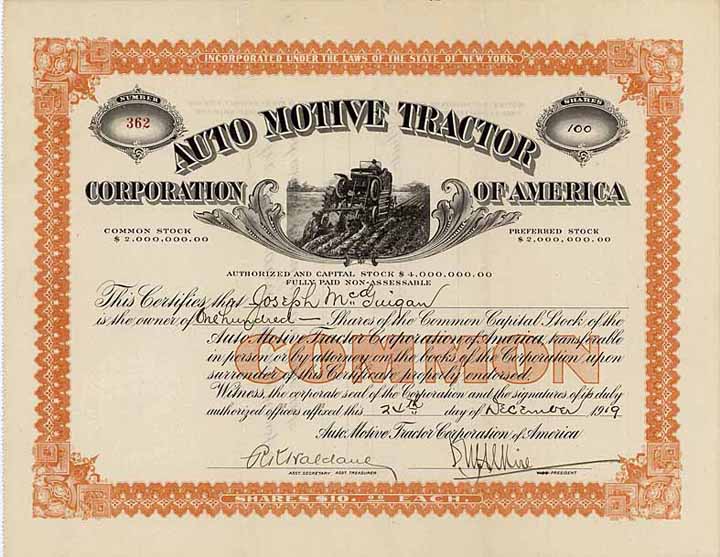 INCORPORATED UNDER THE LAWS OF THE STATE OF NEW YORK.
NUMBER
362
SHARES
100
AUTO MOTIVE TRACTOR
CORPORATION OF AMERICA
COMMON STOCK
$2,000,000.00
PREFERRED STOCK
$2,000,000.00
AUTHORIZED AND CAPITAL STOCK $4,000,000.00
FULLY PAID NON-ASSESSABLE
This Certifies that Joseph McGuigan
is the owner of One hundred — Shares of the Common Capital Stock of the
Auto Motive Tractor Corporation of America, transferable
in person or by attorney on the books of the Corporation upon
surrender of this Certificate properly endorsed.
COMMON
Witness, the corporate seal of the Corporation and the signatures of its duly
authorized officers affixed this 24th day of December 1919
Auto Motive Tractor Corporation of America
ASST. SECRETARY ASST. TREASURER
VICE-PRESIDENT
SHARES $10.00 EACH.